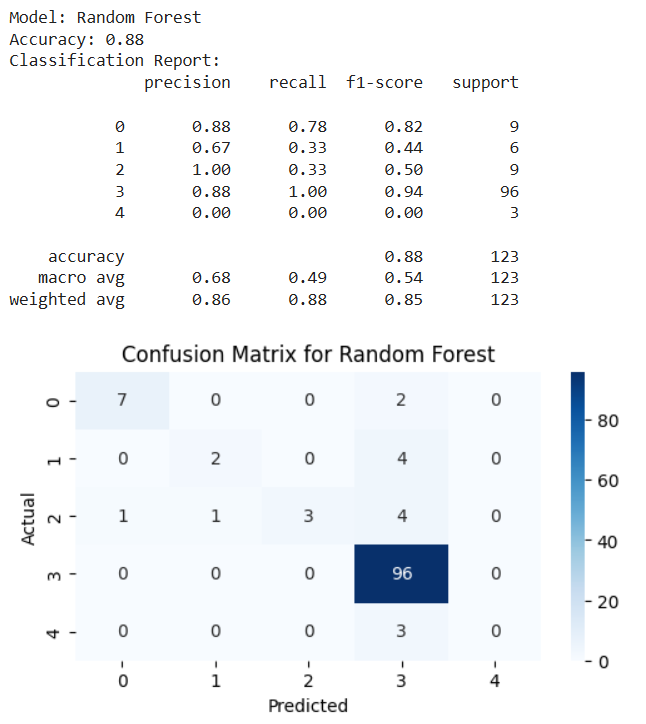 Model: Random Forest
Accuracy: 0.88
Classification Report:
precision recall f1-score support
0 0.88 0.78 0.82 9
1 0.67 0.33 0.44 6
2 1.00 0.33 0.50 9
3 0.88 1.00 0.94 96
4 0.00 0.00 0.00 3
accuracy 0.88 123
macro avg 0.68 0.49 0.54 123
weighted avg 0.86 0.88 0.85 123
Confusion Matrix for Random Forest
0 7 0 0 2 0
1 0 2 0 4 0
2 1 1 3 4 0
3 0 0 0 96 0
4 0 0 0 3 0
0 1 2 3 4
Actual
Predicted
80
60
40
20
0